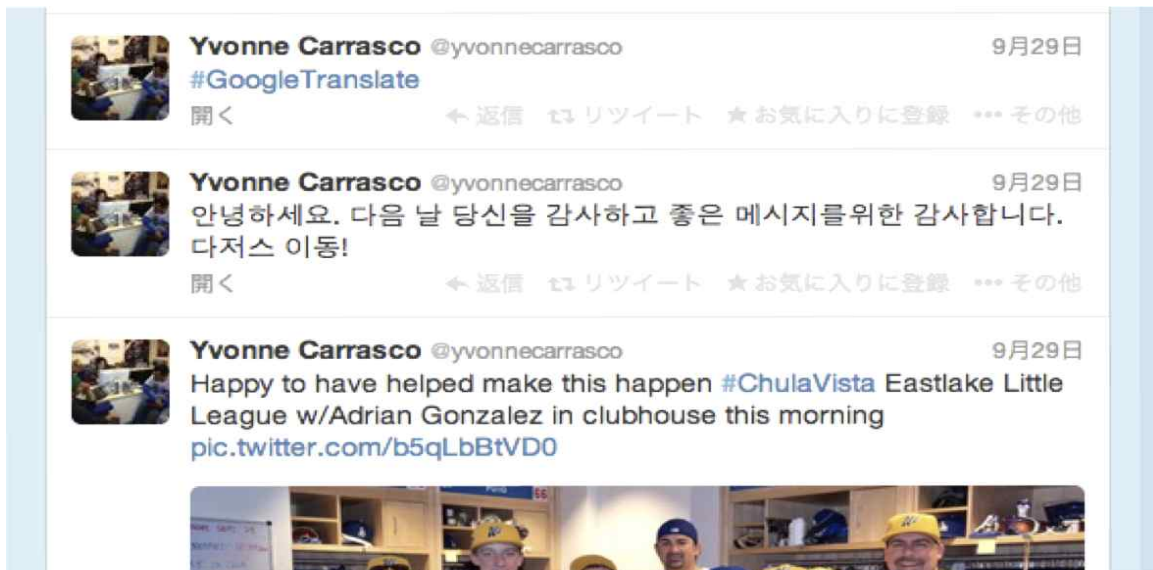 Yvonne Carrasco @yvonnecarrasco 9月29日
#GoogleTranslate
開く 返信 リツイート お気に入りに登録 その他
Yvonne Carrasco @yvonnecarrasco 9月29日
안녕하세요. 다음 날 당신을 감사하고 좋은 메시지를위한 감사합니다.
다저스 이동!
開く 返信 リツイート お気に入りに登録 その他
Yvonne Carrasco @yvonnecarrasco 9月29日
Happy to have helped make this happen #ChulaVista Eastlake Little
League w/Adrian Gonzalez in clubhouse this morning
pic.twitter.com/b5qLbBtVD0
66